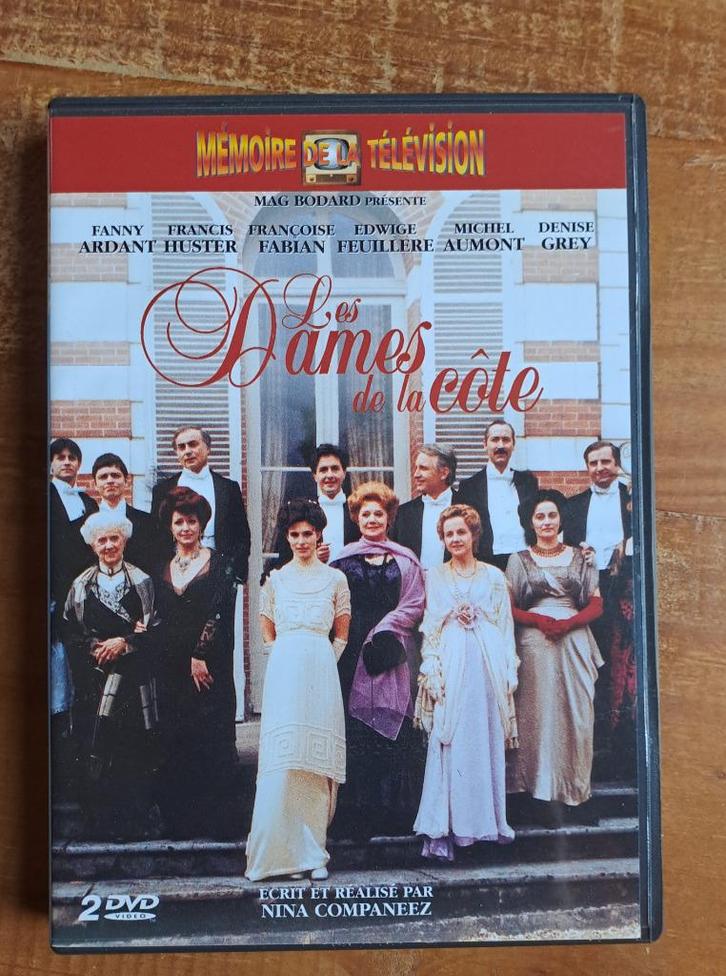 MÉMOIRE DE LA TÉLÉVISION
MAG BODARD PRÉSENTE
FANNY ARDANT
FRANCIS HUSTER
FRANÇOISE FABIAN
EDWIGE FEUILLÈRE
MICHEL AUMONT
DENISE GREY
Les
Dames
de la côte
2 DVD
VIDEO
ECRIT ET RÉALISÉ PAR
NINA COMPANEEZ